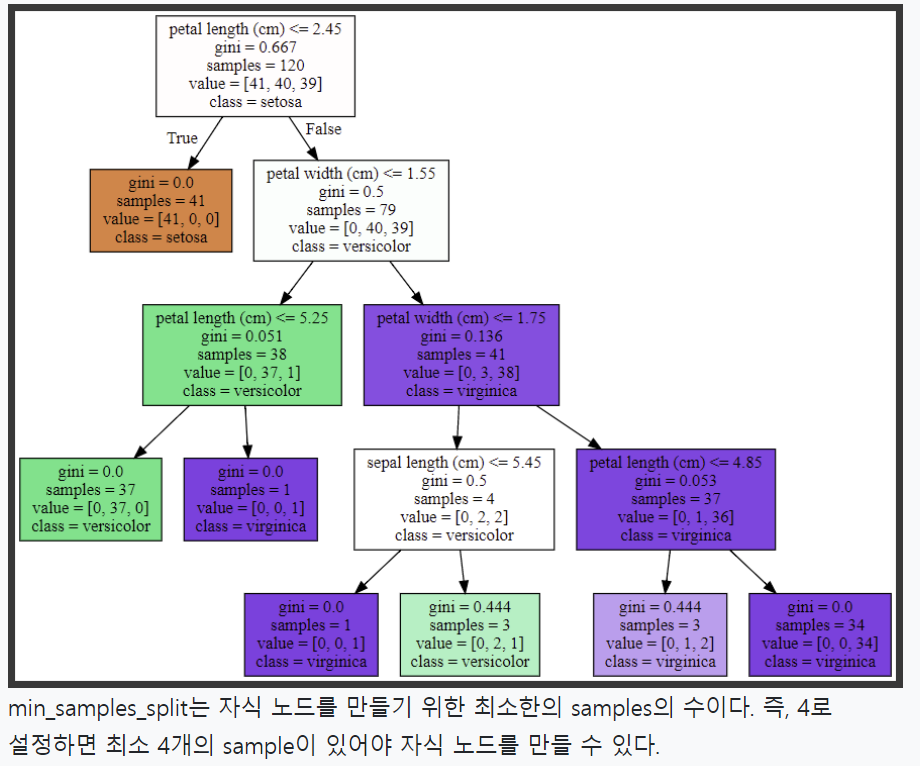 petal length (cm) <= 2.45
gini = 0.667
samples = 120
value = [41, 40, 39]
class = setosa
True
False
gini = 0.0
samples = 41
value = [41, 0, 0]
class = setosa
petal width (cm) <= 1.55
gini = 0.5
samples = 79
value = [0, 40, 39]
class = versicolor
petal length (cm) <= 5.25
gini = 0.051
samples = 38
value = [0, 37, 1]
class = versicolor
petal width (cm) <= 1.75
gini = 0.136
samples = 41
value = [0, 3, 38]
class = virginica
gini = 0.0
samples = 37
value = [0, 37, 0]
class = versicolor
gini = 0.0
samples = 1
value = [0, 0, 1]
class = virginica
sepal length (cm) <= 5.45
gini = 0.5
samples = 4
value = [0, 2, 2]
class = versicolor
petal length (cm) <= 4.85
gini = 0.053
samples = 37
value = [0, 1, 36]
class = virginica
gini = 0.0
samples = 1
value = [0, 0, 1]
class = virginica
gini = 0.444
samples = 3
value = [0, 2, 1]
class = versicolor
gini = 0.444
samples = 3
value = [0, 1, 2]
class = virginica
gini = 0.0
samples = 34
value = [0, 0, 34]
class = virginica
min_samples_split는 자식 노드를 만들기 위한 최소한의 samples의 수이다. 즉, 4로
설정하면 최소 4개의 sample이 있어야 자식 노드를 만들 수 있다.